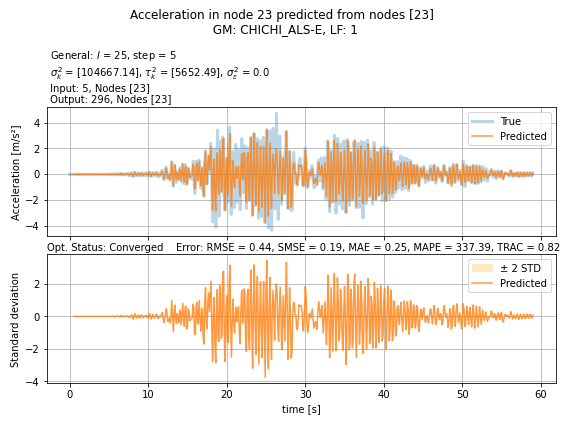 Acceleration in node 23 predicted from nodes [23]
GM: CHICHI_ALS-E, LF: 1
General: l = 25, step = 5
σ²ₖ = [104667.14], τ²ₖ = [5652.49], σ²ₑ = 0.0
Input: 5, Nodes [23]
Output: 296, Nodes [23]
Acceleration [m/s²]
4
2
0
−2
−4
True
Predicted
Opt. Status: Converged Error: RMSE = 0.44, SMSE = 0.19, MAE = 0.25, MAPE = 337.39, TRAC = 0.82
Standard deviation
2
0
−2
−4
± 2 STD
Predicted
0 10 20 30 40 50 60
time [s]